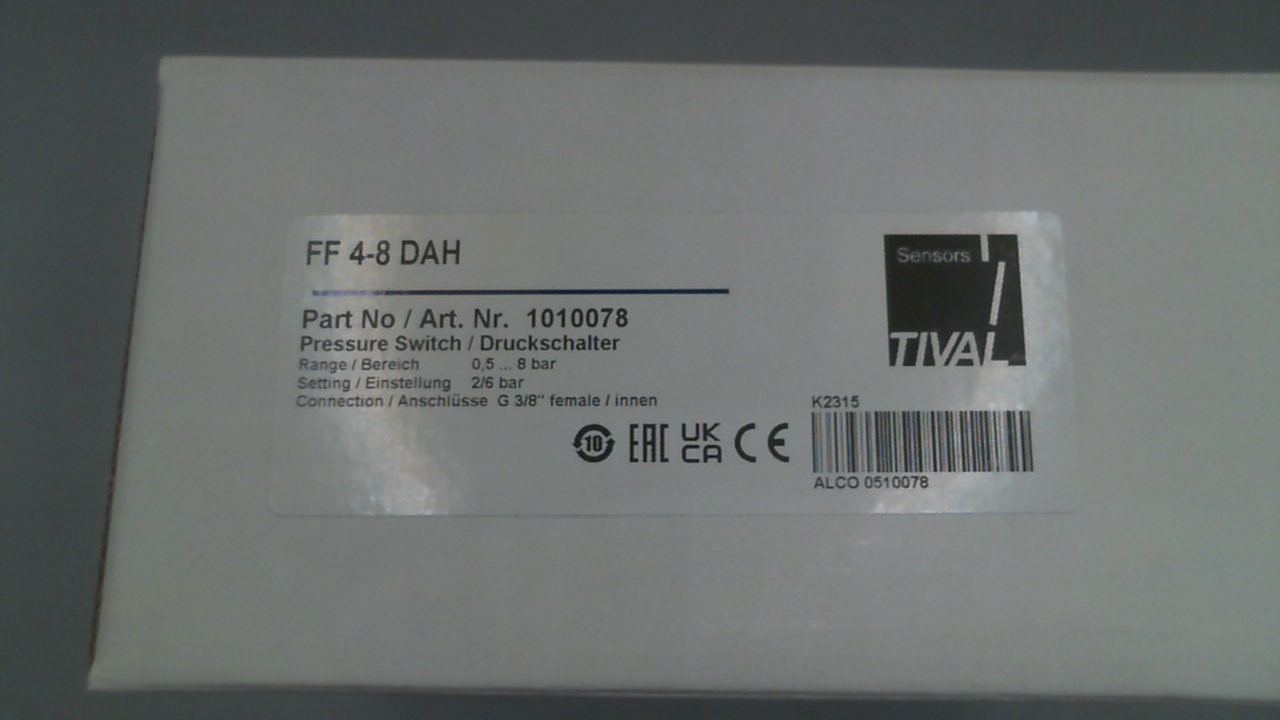 FF 4-8 DAH
Sensors
TIVAL
Part No / Art. Nr. 1010078
Pressure Switch / Druckschalter
Range / Bereich 0,5 ... 8 bar
Setting / Einstellung 2/6 bar
Connection / Anschlüsse G 3/8" female / innen
10 EAC UK CA CE
K2315
ALCO 0510078